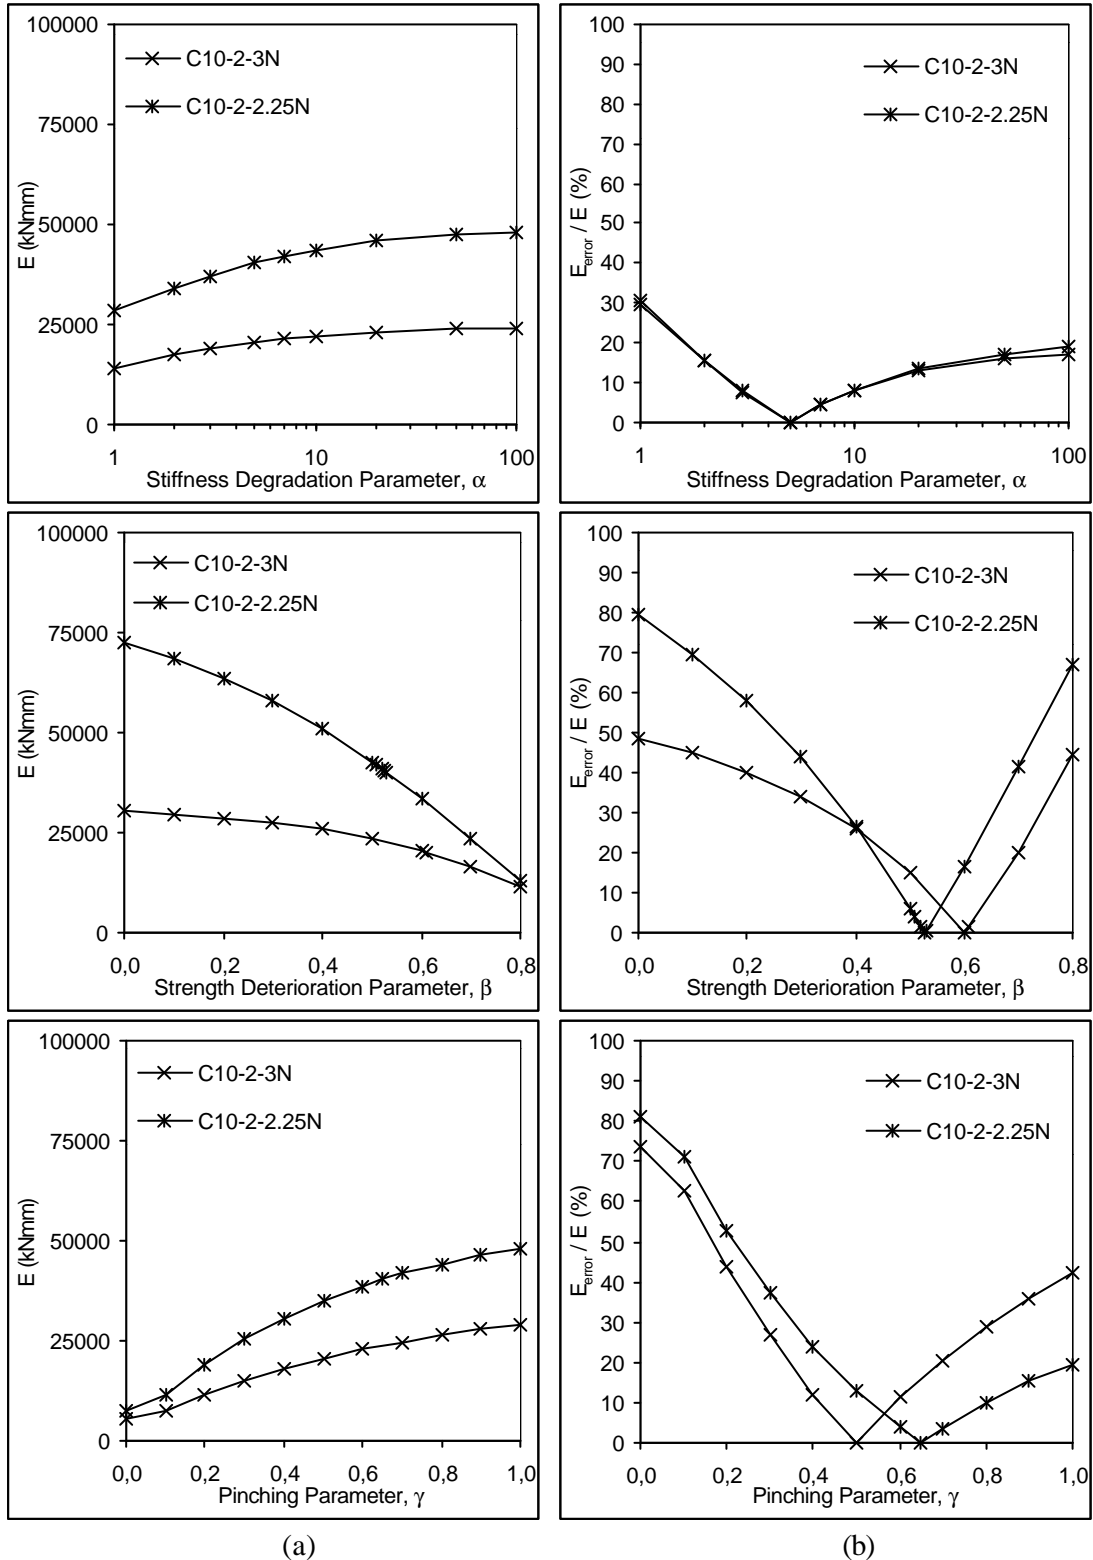 100000
75000
50000
25000
0
E (kNmm)
C10-2-3N
C10-2-2.25N
1 10 100
Stiffness Degradation Parameter, α
100
90
80
70
60
50
40
30
20
10
0
E_error / E (%)
C10-2-3N
C10-2-2.25N
1 10 100
Stiffness Degradation Parameter, α
100000
75000
50000
25000
0
E (kNmm)
C10-2-3N
C10-2-2.25N
0,0 0,2 0,4 0,6 0,8
Strength Deterioration Parameter, β
100
90
80
70
60
50
40
30
20
10
0
E_error / E (%)
C10-2-3N
C10-2-2.25N
0,0 0,2 0,4 0,6 0,8
Strength Deterioration Parameter, β
100000
75000
50000
25000
0
E (kNmm)
C10-2-3N
C10-2-2.25N
0,0 0,2 0,4 0,6 0,8 1,0
Pinching Parameter, γ
100
90
80
70
60
50
40
30
20
10
0
E_error / E (%)
C10-2-3N
C10-2-2.25N
0,0 0,2 0,4 0,6 0,8 1,0
Pinching Parameter, γ
(a) (b)